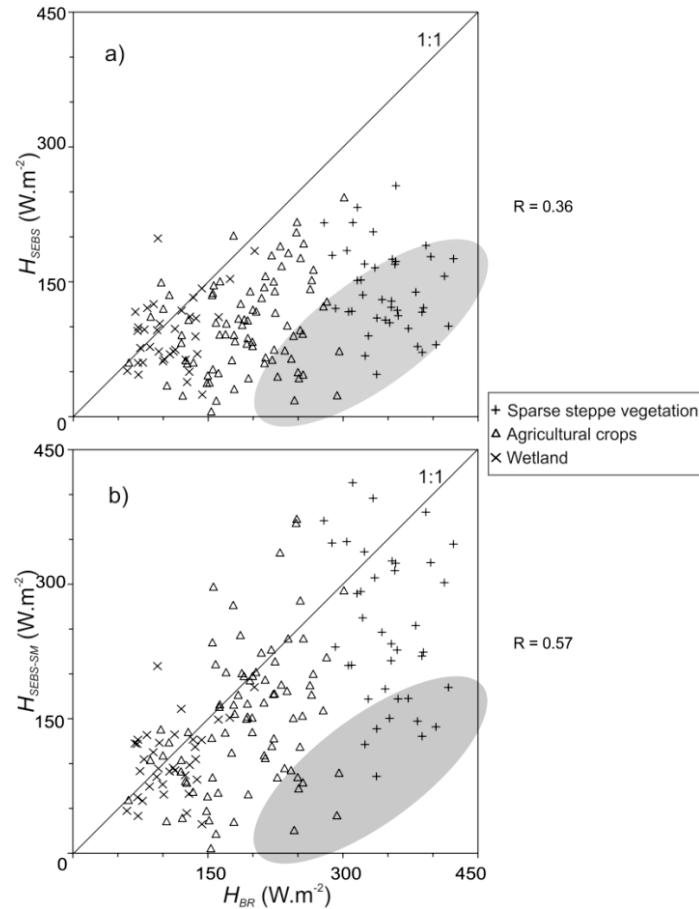 450
1:1
a)
300
H_SEBS (W.m⁻²)
R = 0.36
150
0
+ Sparse steppe vegetation
△ Agricultural crops
× Wetland
450
1:1
b)
300
H_SEBS-SM (W.m⁻²)
R = 0.57
150
0
150 300 450
H_BR (W.m⁻²)